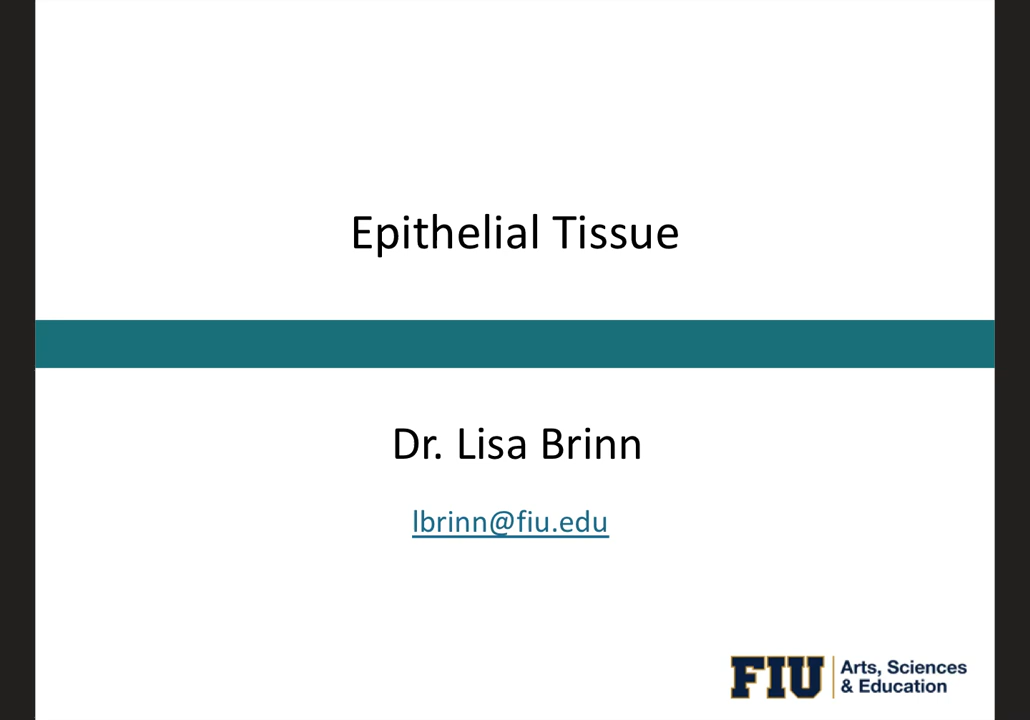 Epithelial Tissue
Dr. Lisa Brinn
lbrinn@fiu.edu
FIU Arts, Sciences
& Education